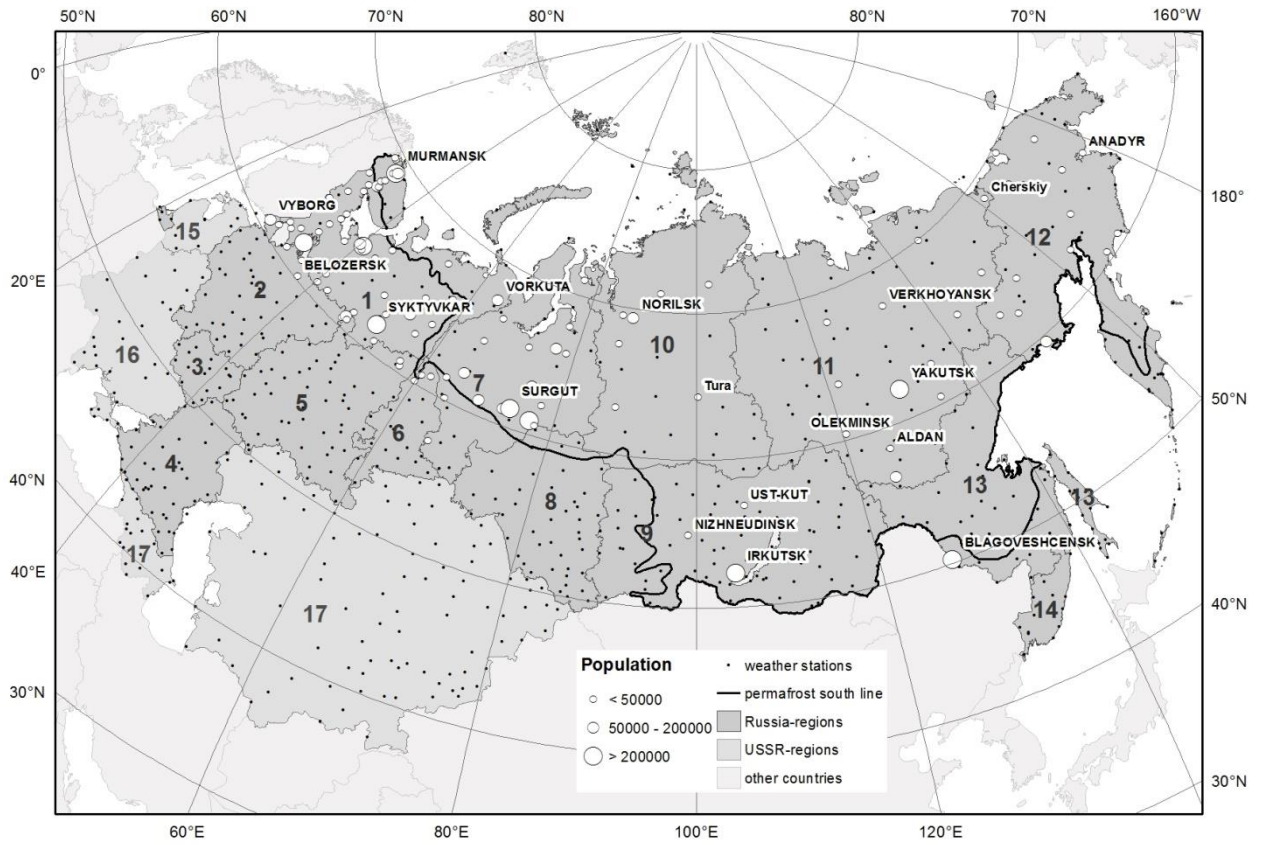 50°N 60°N 70°N 80°N 80°N 70°N 160°W
0°
ANADYR
MURMANSK
Cherskiy
180°
VYBORG
15
12
BELOZERSK
20°E
2
VORKUTA
VERKHOYANSK
1
SYKTYVKAR
NORILSK
10
16
3
11
7
YAKUTSK
SURGUT
Tura
50°N
5
OLEKMINSK
6
ALDAN
4
40°N
13
UST-KUT
8
13
NIZHNEUDINSK
9
BLAGOVESHCENSK
17
IRKUTSK
40°E
40°N
17
14
Population
weather stations
30°N
< 50000
permafrost south line
50000 - 200000
Russia-regions
> 200000
USSR-regions
other countries
30°N
60°E 80°E 100°E 120°E